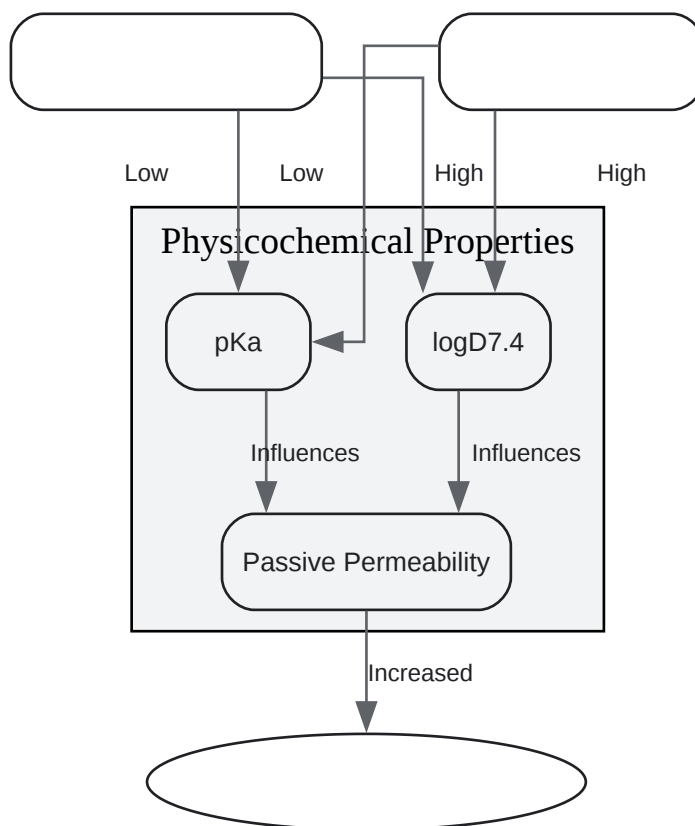 Low
Low
High
High
Physicochemical Properties
pKa
logD7.4
Influences
Influences
Passive Permeability
Increased